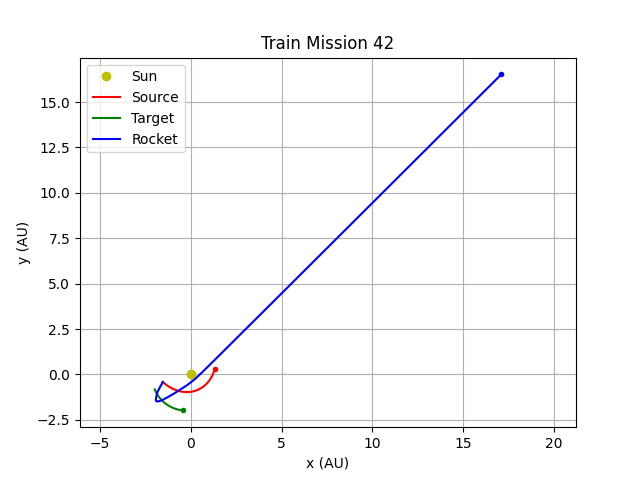 Train Mission 42
Sun
Source
Target
Rocket
15.0
12.5
10.0
7.5
5.0
2.5
0.0
−2.5
y (AU)
−5 0 5 10 15 20
x (AU)